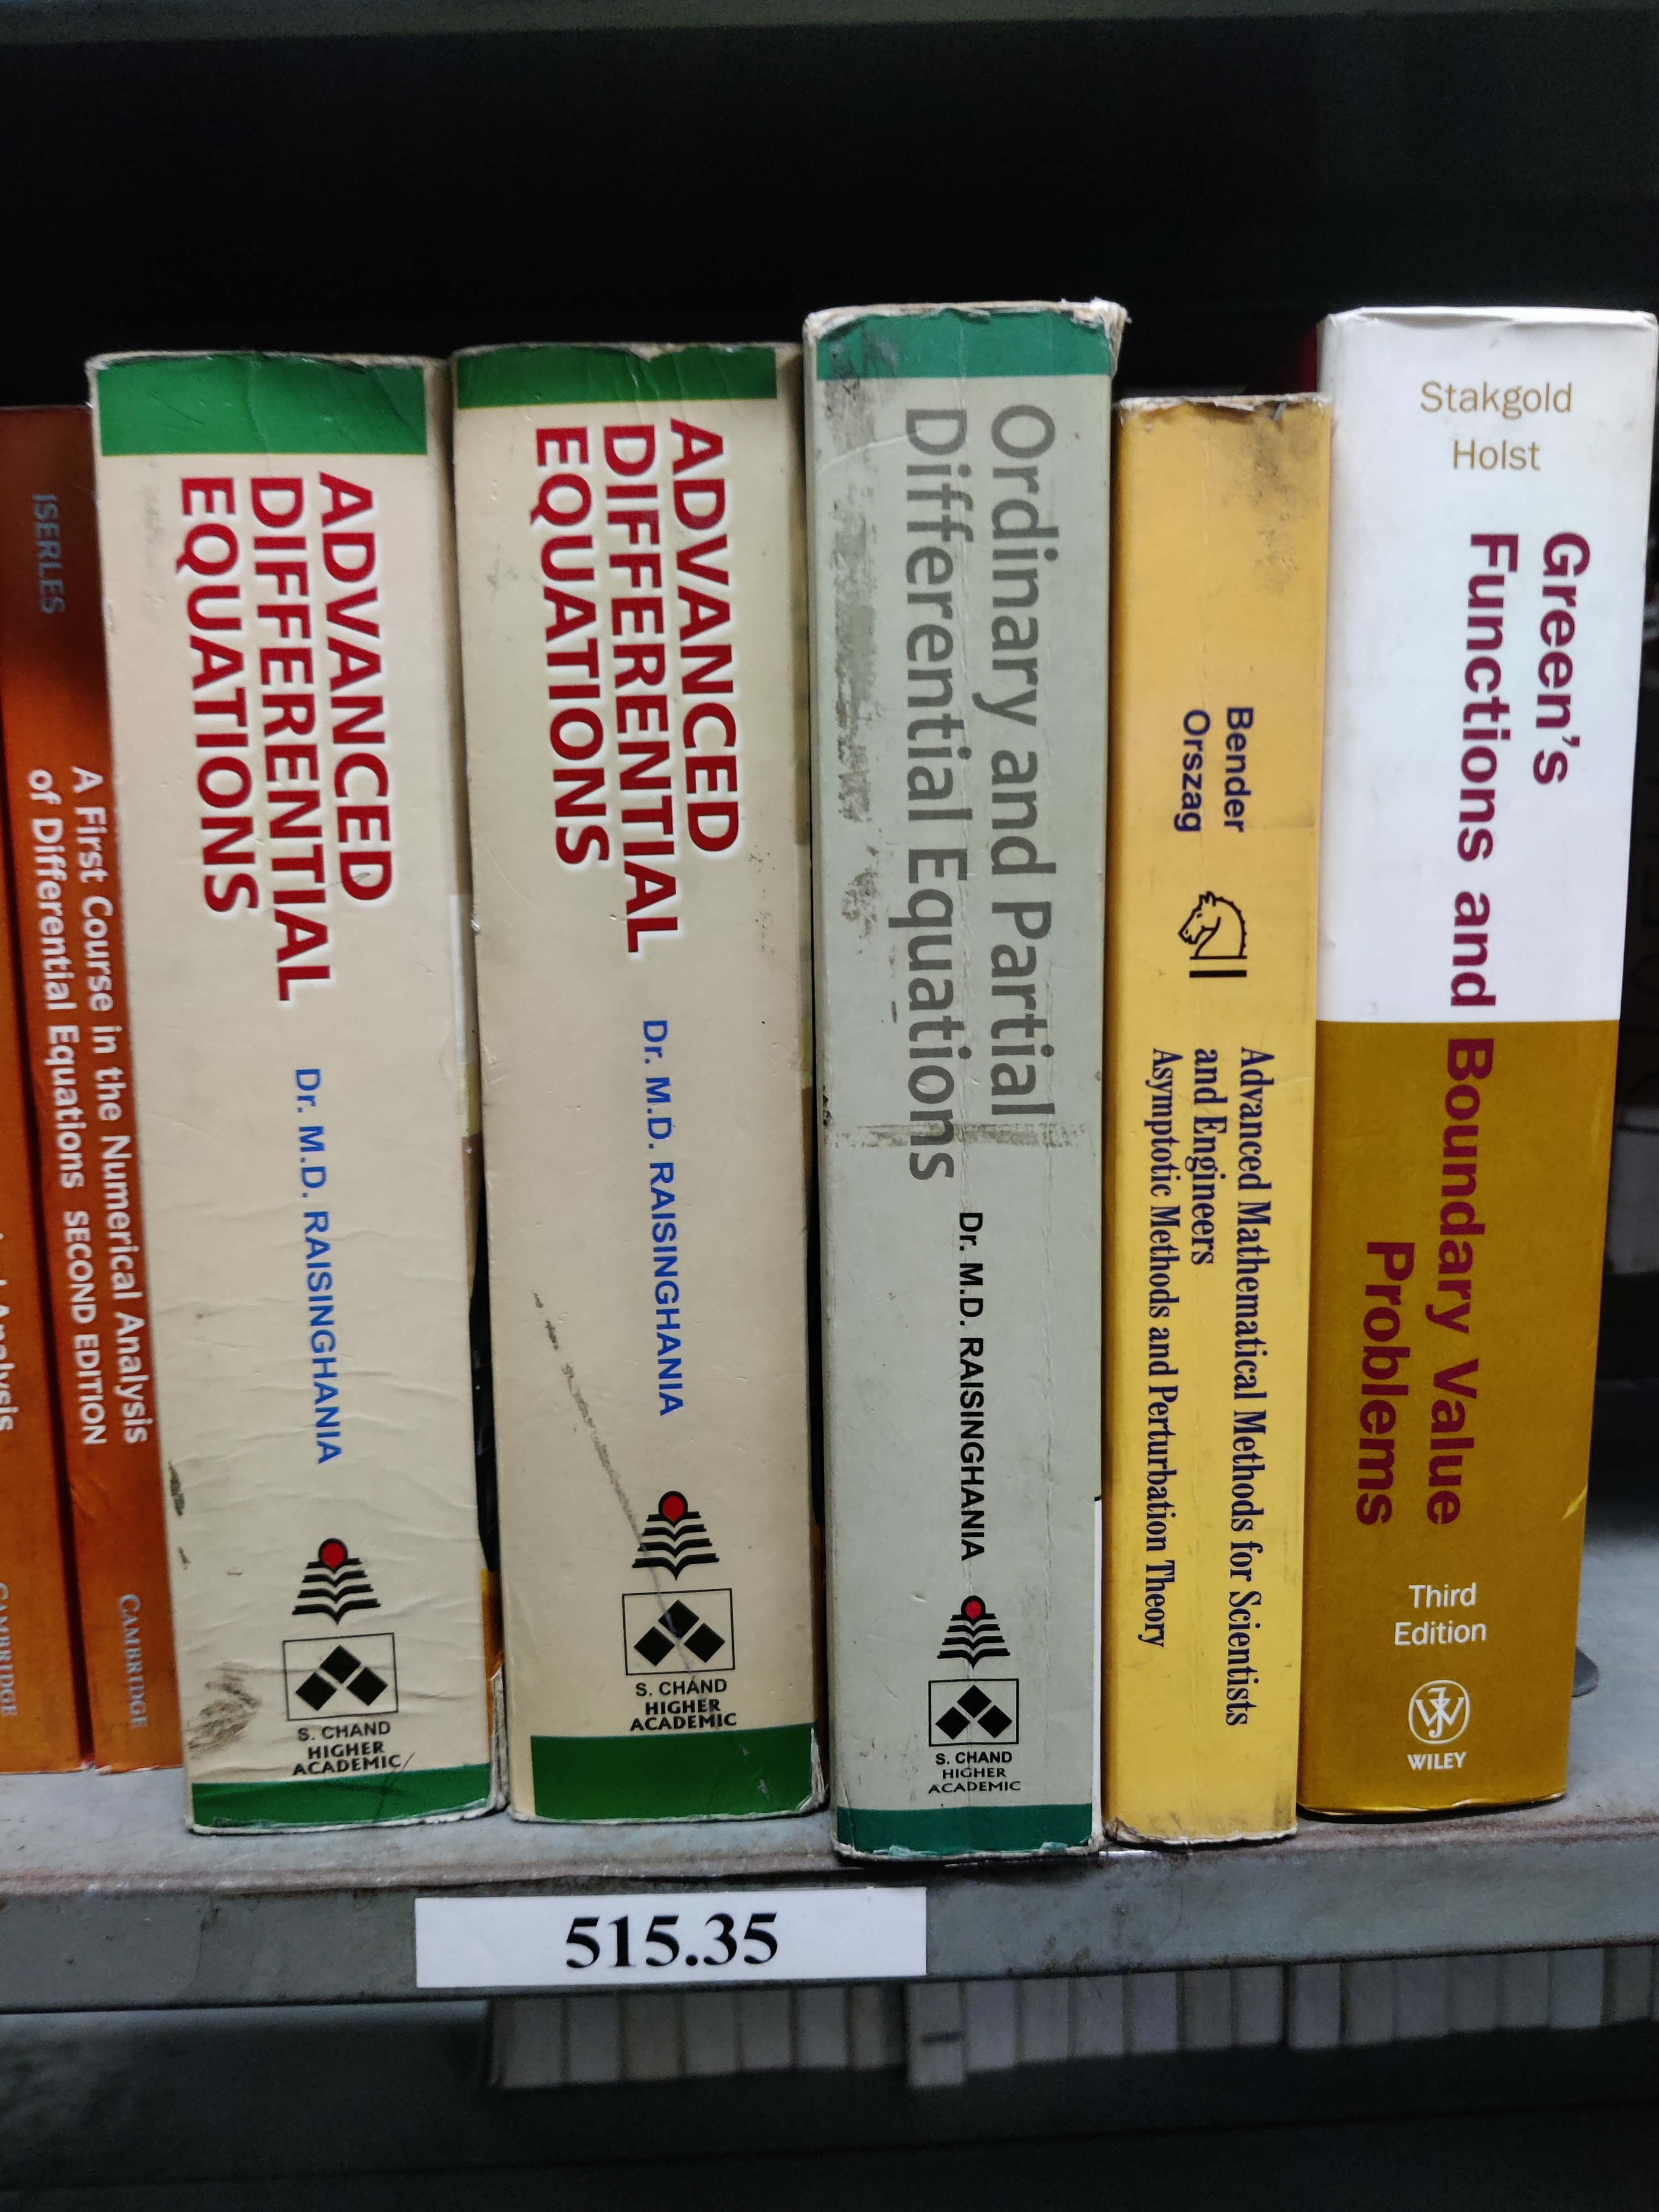 Analysis
CAMBRIDGE
ISERLES
A First Course in the Numerical Analysis
of Differential Equations SECOND EDITION
CAMBRIDGE
ADVANCED
DIFFERENTIAL
EQUATIONS
Dr. M.D. RAISINGHANIA
S. CHAND
HIGHER
ACADEMIC
ADVANCED
DIFFERENTIAL
EQUATIONS
Dr. M.D. RAISINGHANIA
S. CHAND
HIGHER
ACADEMIC
Ordinary and Partial
Differential Equations
Dr. M.D. RAISINGHANIA
S. CHAND
HIGHER
ACADEMIC
Bender
Orszag
Advanced Mathematical Methods for Scientists
and Engineers
Asymptotic Methods and Perturbation Theory
Stakgold
Holst
Green's
Functions and Boundary Value
Problems
Third
Edition
WILEY
515.35